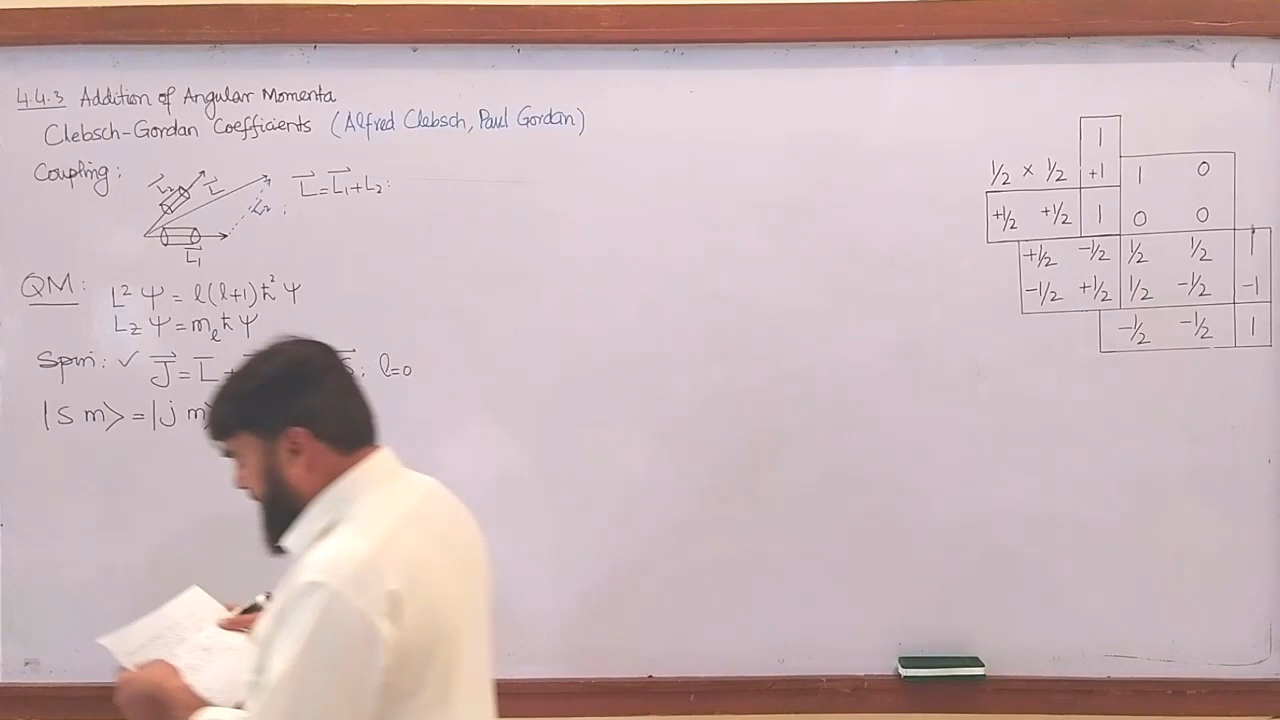 4.4.3 Addition of Angular Momenta
Clebsch-Gordan Coefficients (Alfred Clebsch, Paul Gordan)
Coupling:
L₂ L L₂ L⃗=L⃗₁+L₂:
L⃗₁
QM: L² ψ = l(l+1)ħ² ψ
L_z ψ = m_l ħ ψ
Spin: ✓ J⃗ = L S; l=0
|s m⟩=|j m
1
1/2 × 1/2 +1 1 0
+1/2 +1/2 1 0 0
+1/2 -1/2 1/2 1/2 1
-1/2 +1/2 1/2 -1/2 -1
-1/2 -1/2 1